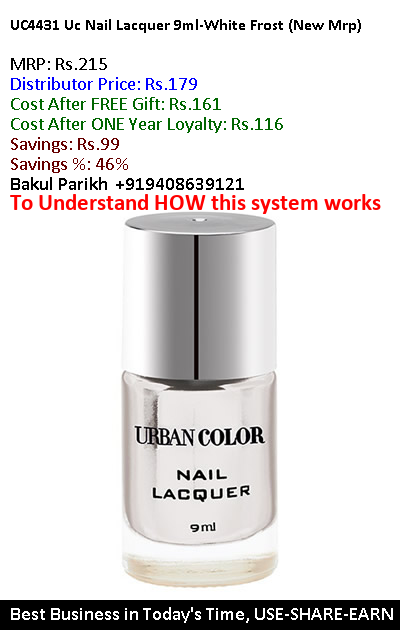 UC4431 Uc Nail Lacquer 9ml-White Frost (New Mrp)
MRP: Rs.215
Distributor Price: Rs.179
Cost After FREE Gift: Rs.161
Cost After ONE Year Loyalty: Rs.116
Savings: Rs.99
Savings %: 46%
Bakul Parikh +919408639121
To Understand HOW this system works
URBAN COLOR
NAIL
LACQUER
9ml
Best Business in Today's Time, USE-SHARE-EARN